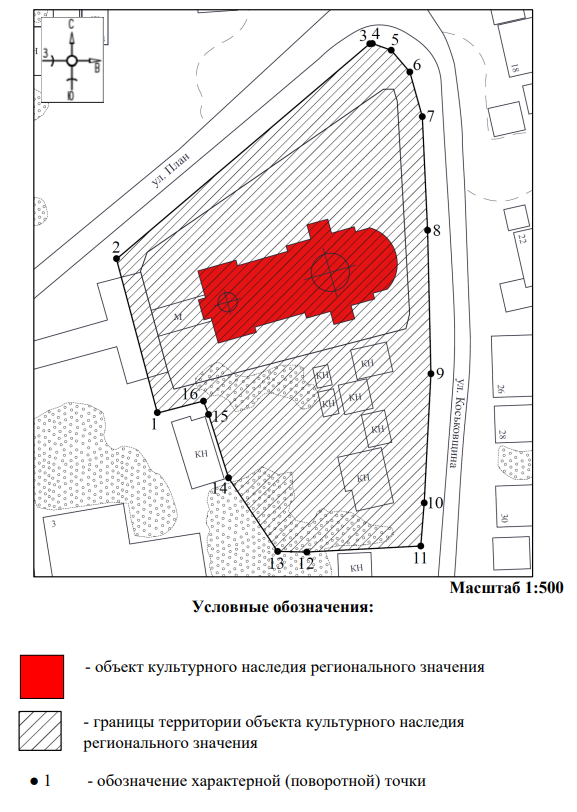 С
З
В
Ю
18
3 4
5
6
7
ул. План
2
8
22
М
9
КН
КН
КН
КН
26
16
15
1
КН
ул. Коськовщина
28
КН
КН
14
10
30
3
11
13
12
КН
Масштаб 1:500
Условные обозначения:
- объект культурного наследия регионального значения
- границы территории объекта культурного наследия
регионального значения
● 1 - обозначение характерной (поворотной) точки